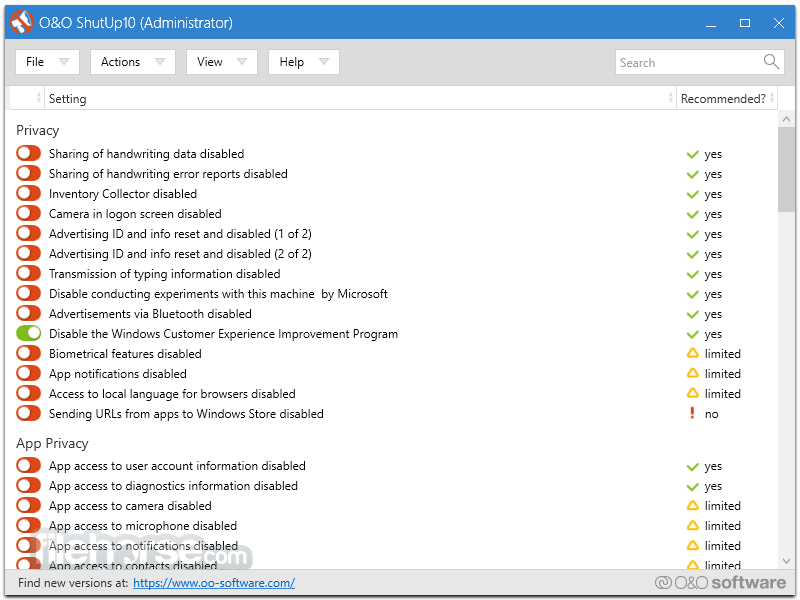 O&O ShutUp10 (Administrator)
File Actions View Help Search
Setting Recommended?
Privacy
Sharing of handwriting data disabled yes
Sharing of handwriting error reports disabled yes
Inventory Collector disabled yes
Camera in logon screen disabled yes
Advertising ID and info reset and disabled (1 of 2) yes
Advertising ID and info reset and disabled (2 of 2) yes
Transmission of typing information disabled yes
Disable conducting experiments with this machine  by Microsoft yes
Advertisements via Bluetooth disabled yes
Disable the Windows Customer Experience Improvement Program yes
Biometrical features disabled limited
App notifications disabled limited
Access to local language for browsers disabled limited
Sending URLs from apps to Windows Store disabled no
App Privacy
App access to user account information disabled yes
App access to diagnostics information disabled yes
App access to camera disabled limited
App access to microphone disabled limited
App access to notifications disabled limited
filehorse.com
App access to contacts disabled limited
Find new versions at: https://www.oo-software.com/ O&O software